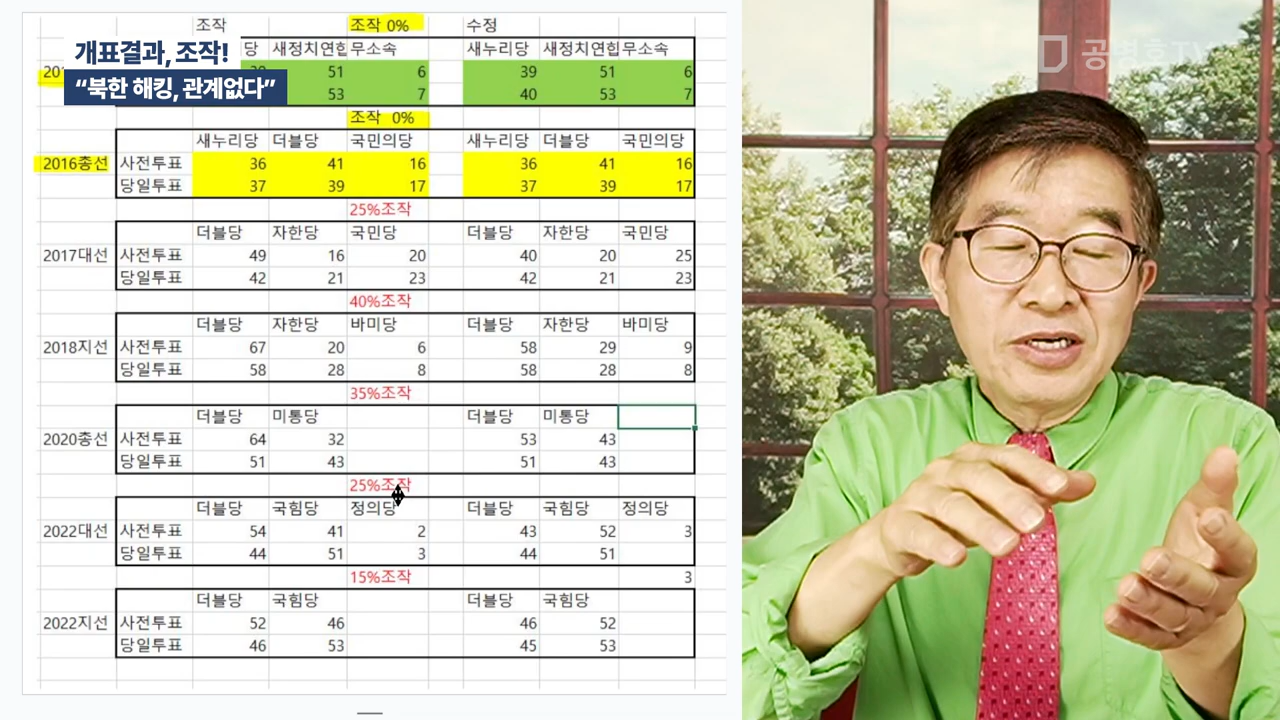 조작 조작 0% 수정
개표결과, 조작!
“북한 해킹, 관계없다”
공병호TV
당 새정치연합 무소속 새누리당 새정치연합 무소속
51 6 39 51 6
53 7 40 53 7
조작 0%
새누리당 더블당 국민의당 새누리당 더블당 국민의당
2016총선 사전투표 36 41 16 36 41 16
당일투표 37 39 17 37 39 17
25%조작
더블당 자한당 국민당 더블당 자한당 국민당
2017대선 사전투표 49 16 20 40 20 25
당일투표 42 21 23 42 21 23
40%조작
더블당 자한당 바미당 더블당 자한당 바미당
2018지선 사전투표 67 20 6 58 29 9
당일투표 58 28 8 58 28 8
35%조작
더블당 미통당 더블당 미통당
2020총선 사전투표 64 32 53 43
당일투표 51 43 51 43
25%조작
더블당 국힘당 정의당 더블당 국힘당 정의당
2022대선 사전투표 54 41 2 43 52 3
당일투표 44 51 3 44 51
15%조작 3
더블당 국힘당 더블당 국힘당
2022지선 사전투표 52 46 46 52
당일투표 46 53 45 53